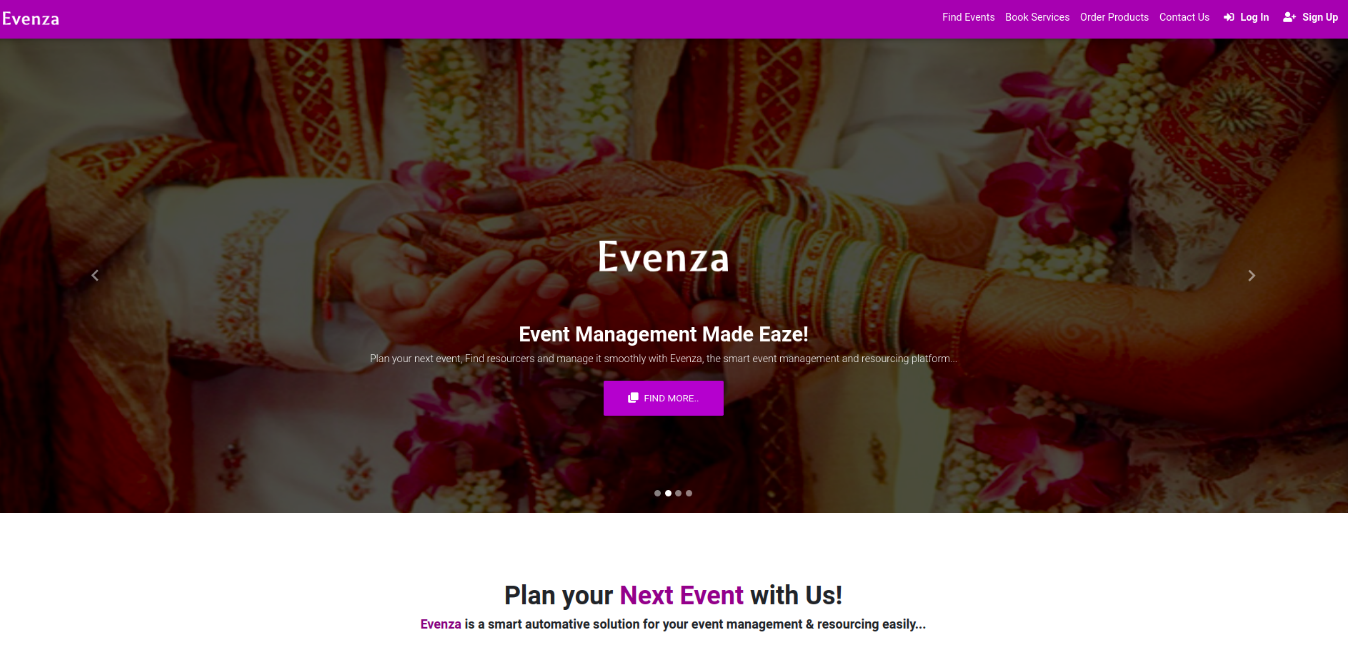 Evenza
Find Events Book Services Order Products Contact Us Log In Sign Up
Evenza
Event Management Made Eaze!
Plan your next event, Find resourcers and manage it smoothly with Evenza, the smart event management and resourcing platform...
FIND MORE..
Plan your Next Event with Us!
Evenza is a smart automative solution for your event management & resourcing easily...